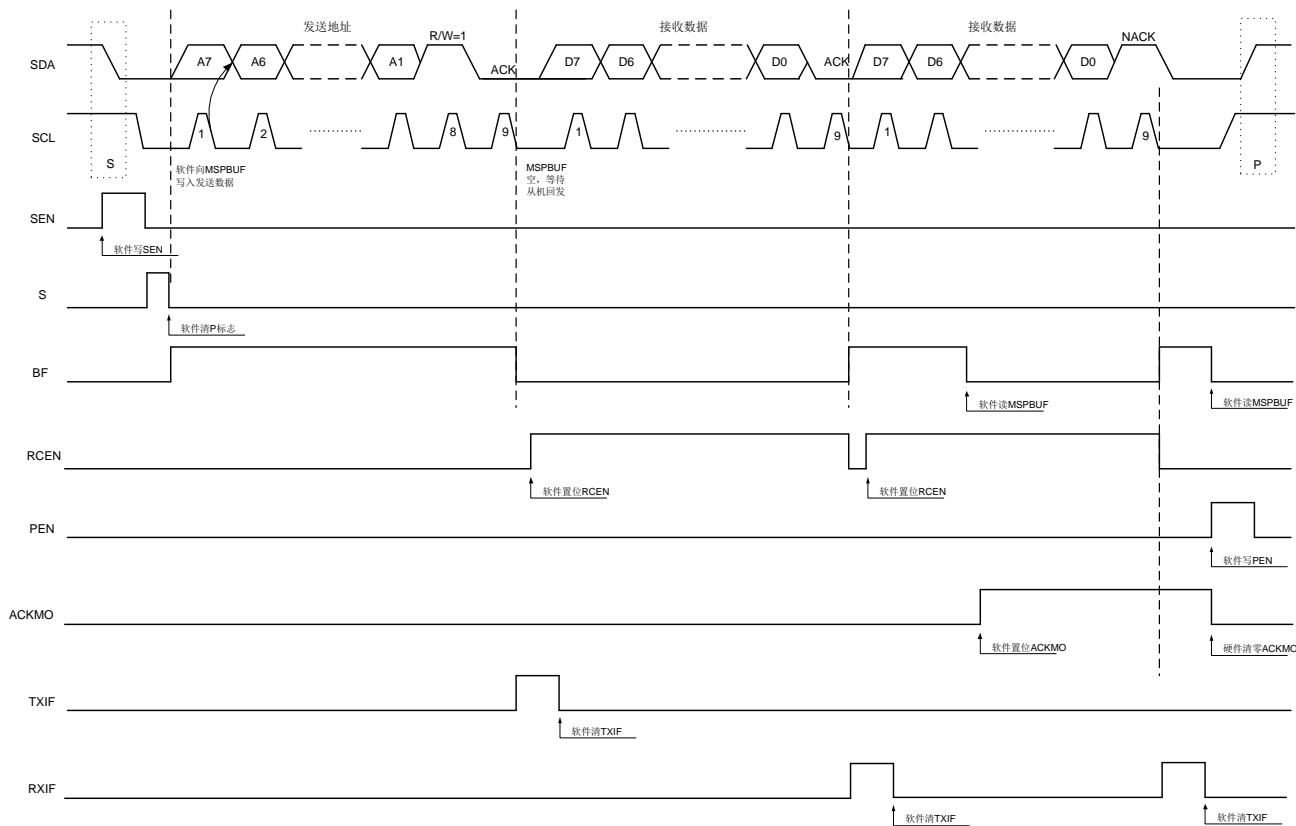 发送地址
接收数据
接收数据
R/W=1
NACK
SDA
A7
A6
A1
ACK
D7
D6
D0
ACK
D7
D6
D0
SCL
1
2
8
9
1
9
1
9
S
P
软件向MSPBUF
写入发送数据
MSPBUF
空，等待
从机回发
SEN
软件写SEN
S
软件清P标志
BF
软件读MSPBUF
软件读MSPBUF
RCEN
软件置位RCEN
软件置位RCEN
PEN
软件写PEN
ACKMO
软件置位ACKMO
硬件清零ACKMO
TXIF
软件清TXIF
RXIF
软件清TXIF
软件清TXIF